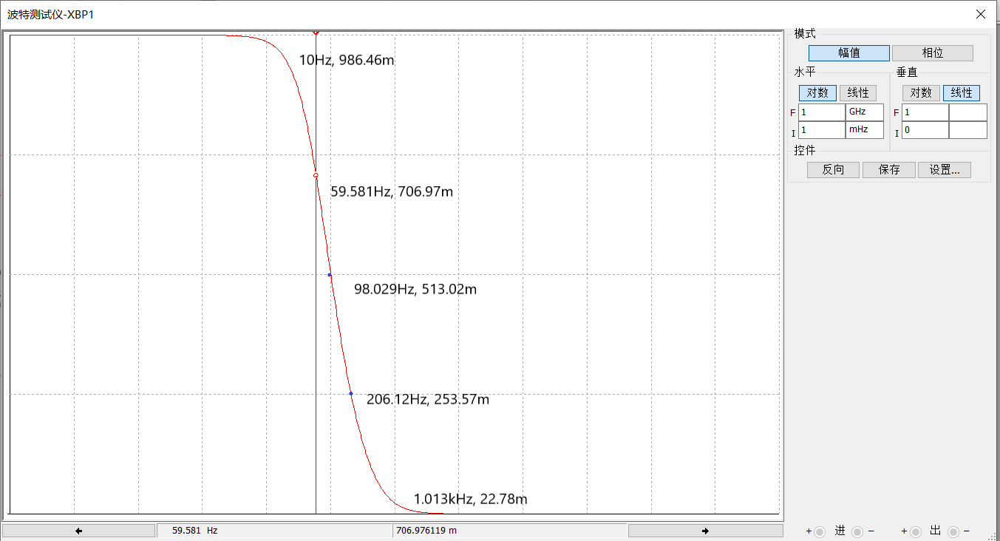 波特测试仪-XBP1
10Hz, 986.46m
59.581Hz, 706.97m
98.029Hz, 513.02m
206.12Hz, 253.57m
1.013kHz, 22.78m
59.581 Hz
706.976119 m
模式
幅值 相位
水平 垂直
对数 线性 对数 线性
F 1 GHz F 1
I 1 mHz I 0
控件
反向 保存 设置...
+ 进 − + 出 −